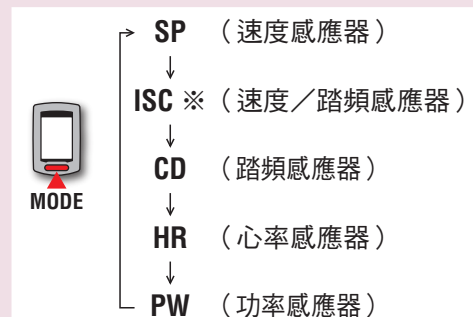 SP （速度感應器）
ISC ※（速度／踏頻感應器）
CD （踏頻感應器）
MODE
HR （心率感應器）
PW （功率感應器）